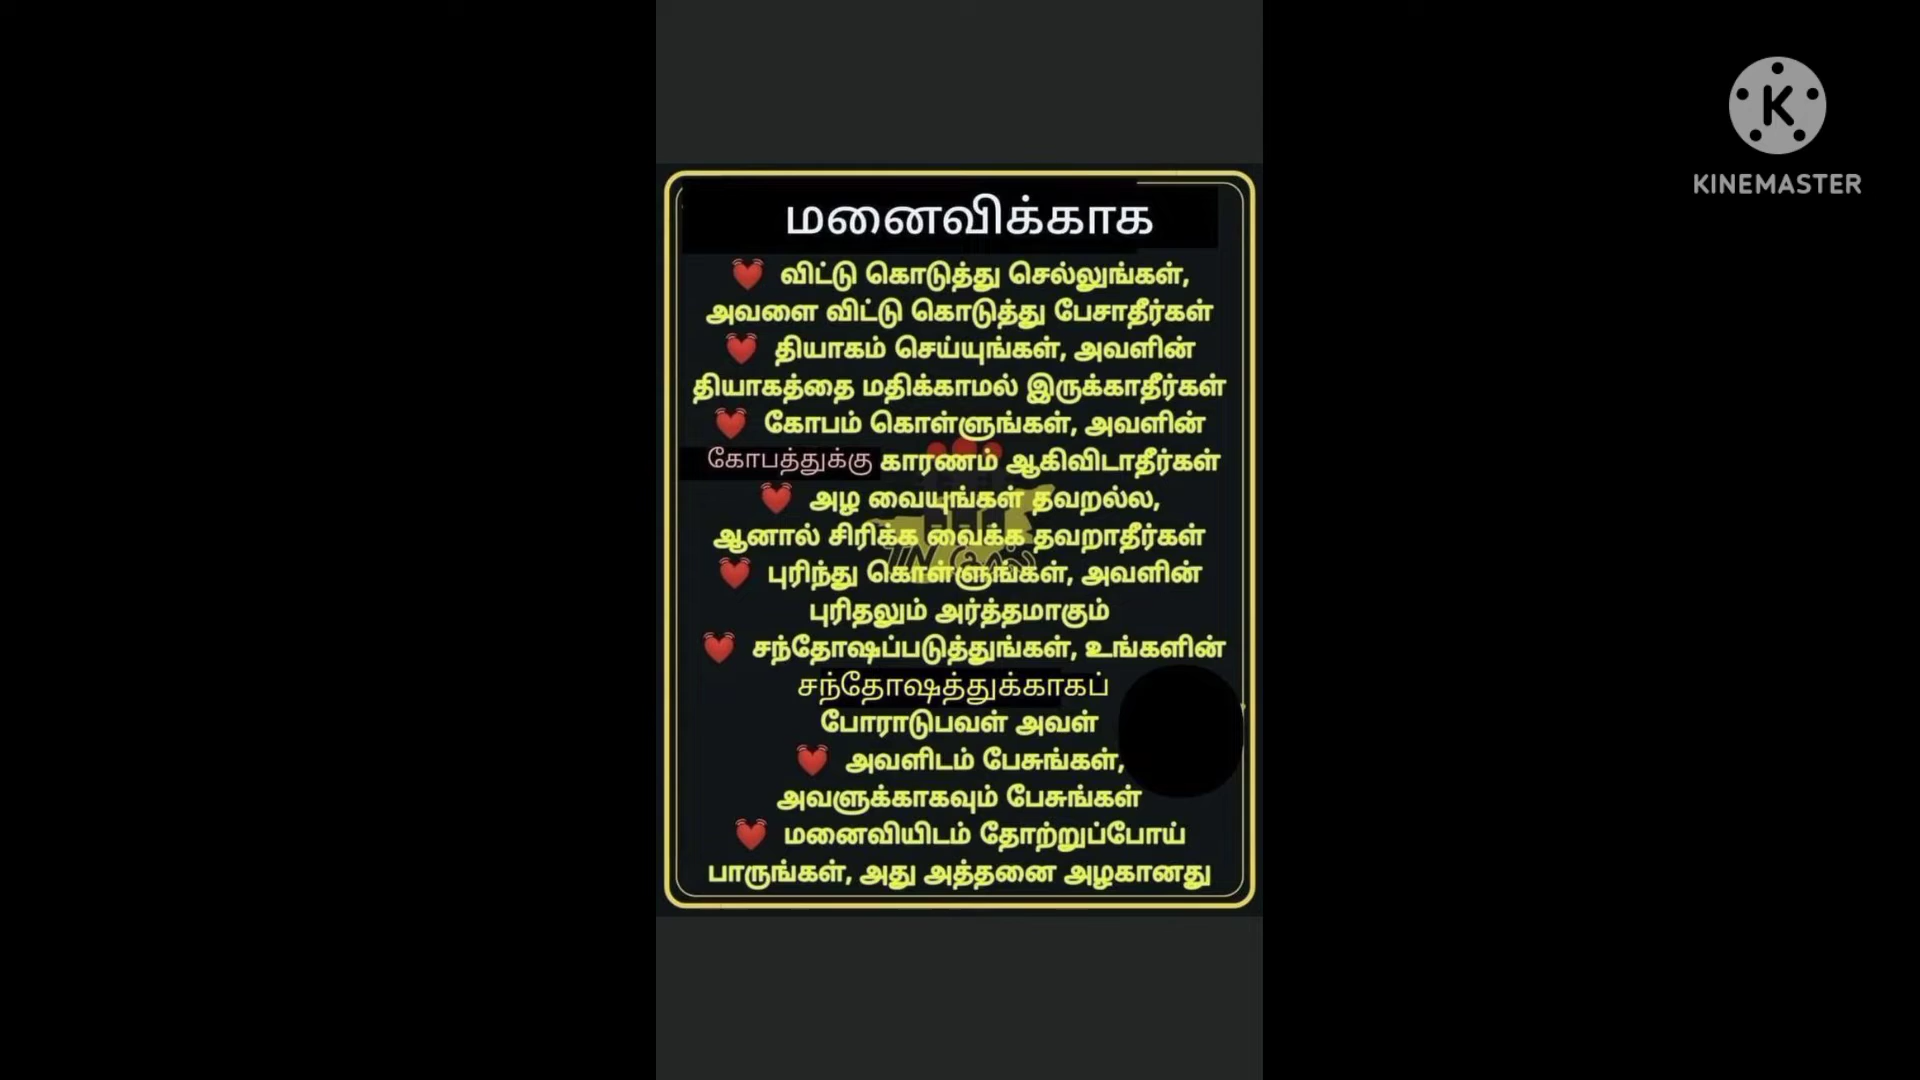 மனைவிக்காக
விட்டு கொடுத்து செல்லுங்கள்,
அவளை விட்டு கொடுத்து பேசாதீர்கள்
தியாகம் செய்யுங்கள், அவளின்
தியாகத்தை மதிக்காமல் இருக்காதீர்கள்
கோபம் கொள்ளுங்கள், அவளின்
கோபத்துக்கு காரணம் ஆகிவிடாதீர்கள்
அழ வையுங்கள் தவறல்ல,
ஆனால் சிரிக்க வைக்க தவறாதீர்கள்
புரிந்து கொள்ளுங்கள், அவளின்
புரிதலும் அர்த்தமாகும்
சந்தோஷப்படுத்துங்கள், உங்களின்
சந்தோஷத்துக்காகப்
போராடுபவள் அவள்
அவளிடம் பேசுங்கள்,
அவளுக்காகவும் பேசுங்கள்
மனைவியிடம் தோற்றுப்போய்
பாருங்கள், அது அத்தனை அழகானது
KINEMASTER